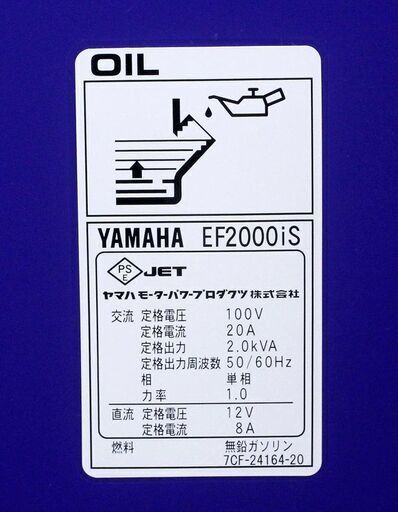 OIL
YAMAHA EF2000iS
PS E JET
ヤマハモーターパワープロダクツ株式会社
交流 定格電圧 100V
定格電流 20A
定格出力 2.0kVA
定格出力周波数 50/60Hz
相 単相
力率 1.0
直流 定格電圧 12V
定格電流 8A
燃料 無鉛ガソリン
7CF-24164-20